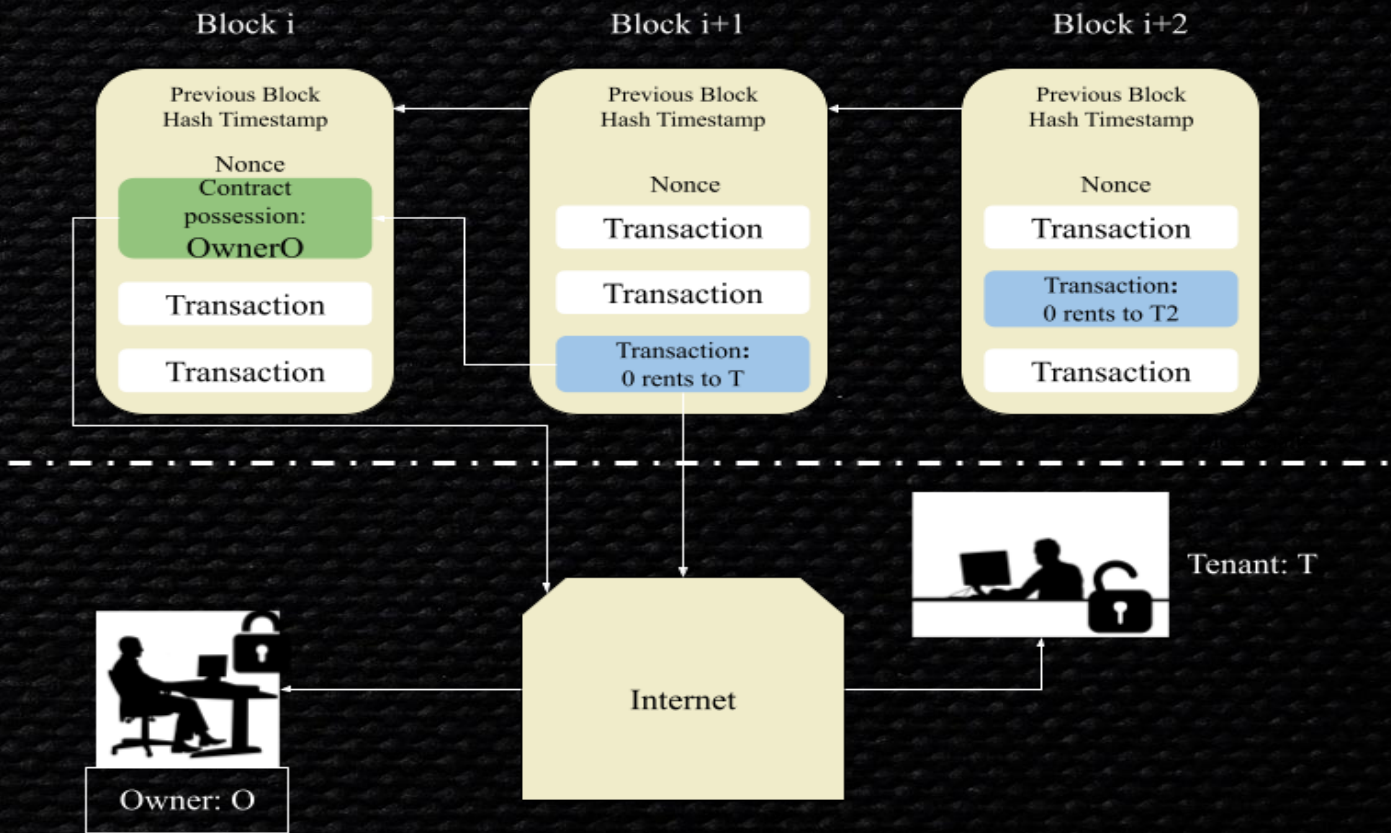 Block i
Previous Block
Hash Timestamp
Nonce
Contract
possession:
OwnerO
Transaction
Transaction
Block i+1
Previous Block
Hash Timestamp
Nonce
Transaction
Transaction
Transaction:
0 rents to T
Block i+2
Previous Block
Hash Timestamp
Nonce
Transaction
Transaction:
0 rents to T2
Transaction
Internet
Tenant: T
Owner: O